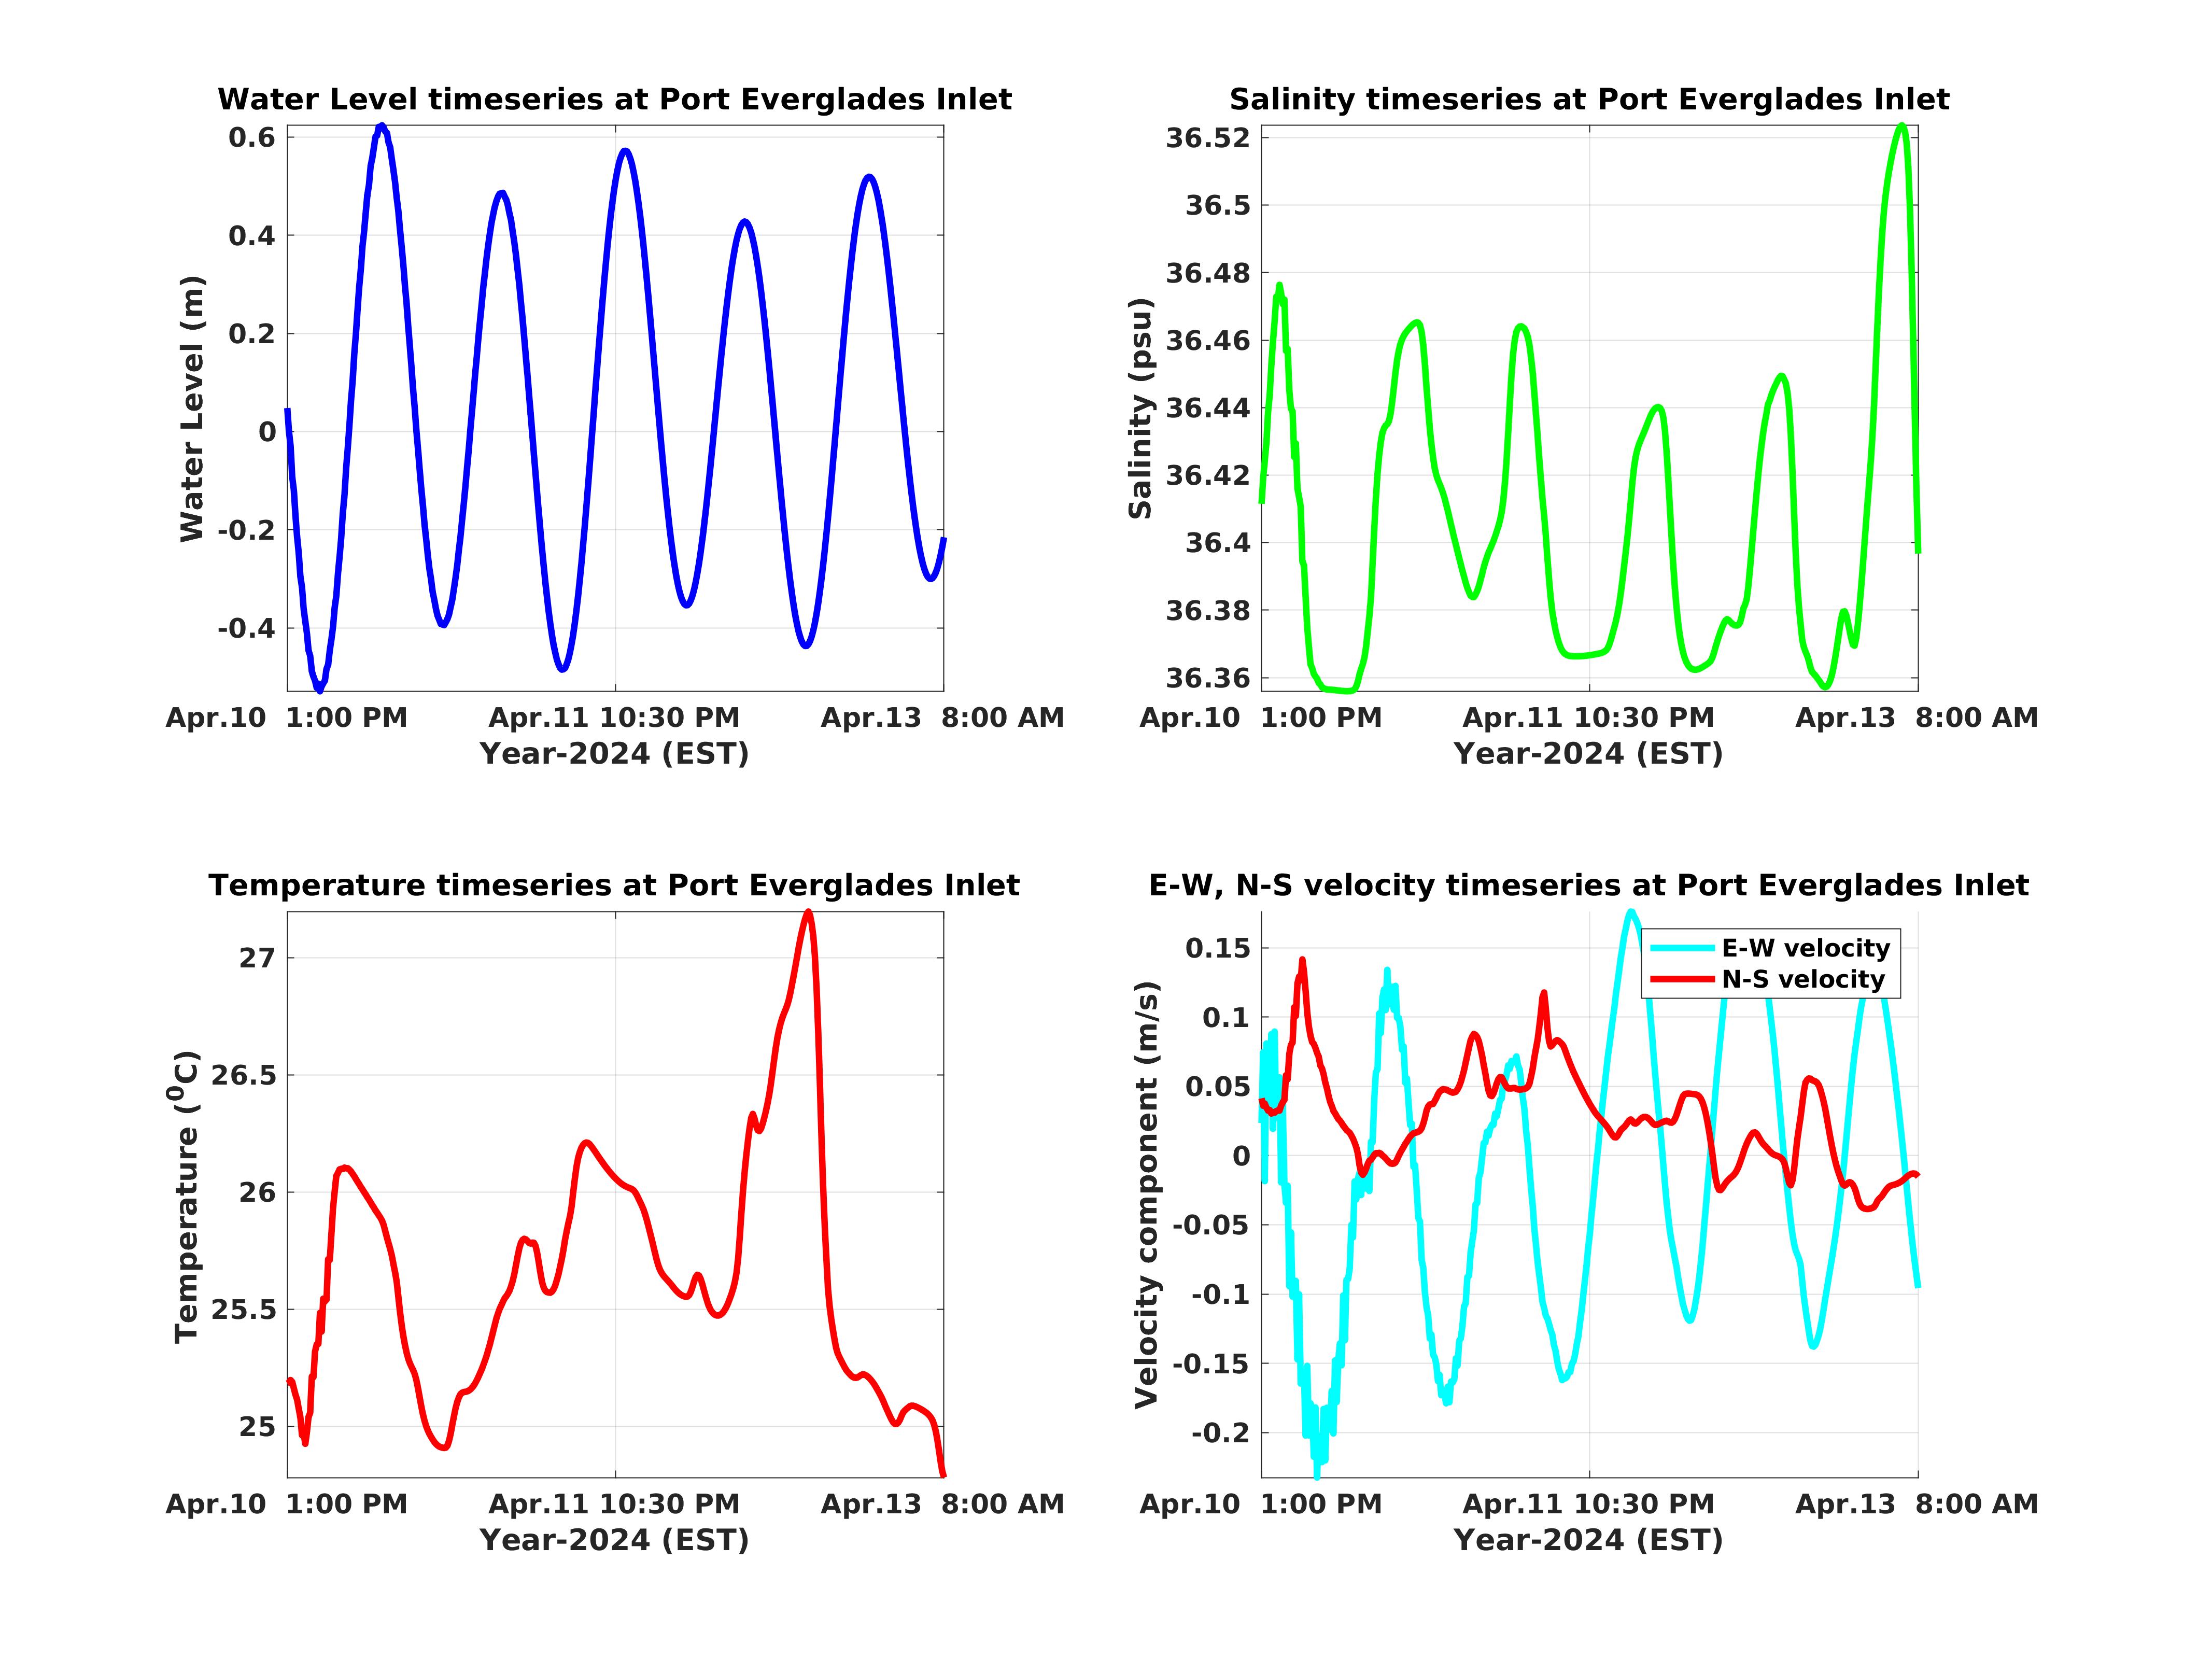 Water Level timeseries at Port Everglades Inlet
0.6
0.4
0.2
0
-0.2
-0.4
Water Level (m)
Apr.10  1:00 PM
Apr.11 10:30 PM
Apr.13  8:00 AM
Year-2024 (EST)
Salinity timeseries at Port Everglades Inlet
36.52
36.5
36.48
36.46
36.44
36.42
36.4
36.38
36.36
Salinity (psu)
Apr.10  1:00 PM
Apr.11 10:30 PM
Apr.13  8:00 AM
Year-2024 (EST)
Temperature timeseries at Port Everglades Inlet
27
26.5
26
25.5
25
Temperature (⁰C)
Apr.10  1:00 PM
Apr.11 10:30 PM
Apr.13  8:00 AM
Year-2024 (EST)
E-W, N-S velocity timeseries at Port Everglades Inlet
E-W velocity
N-S velocity
0.15
0.1
0.05
0
-0.05
-0.1
-0.15
-0.2
Velocity component (m/s)
Apr.10  1:00 PM
Apr.11 10:30 PM
Apr.13  8:00 AM
Year-2024 (EST)